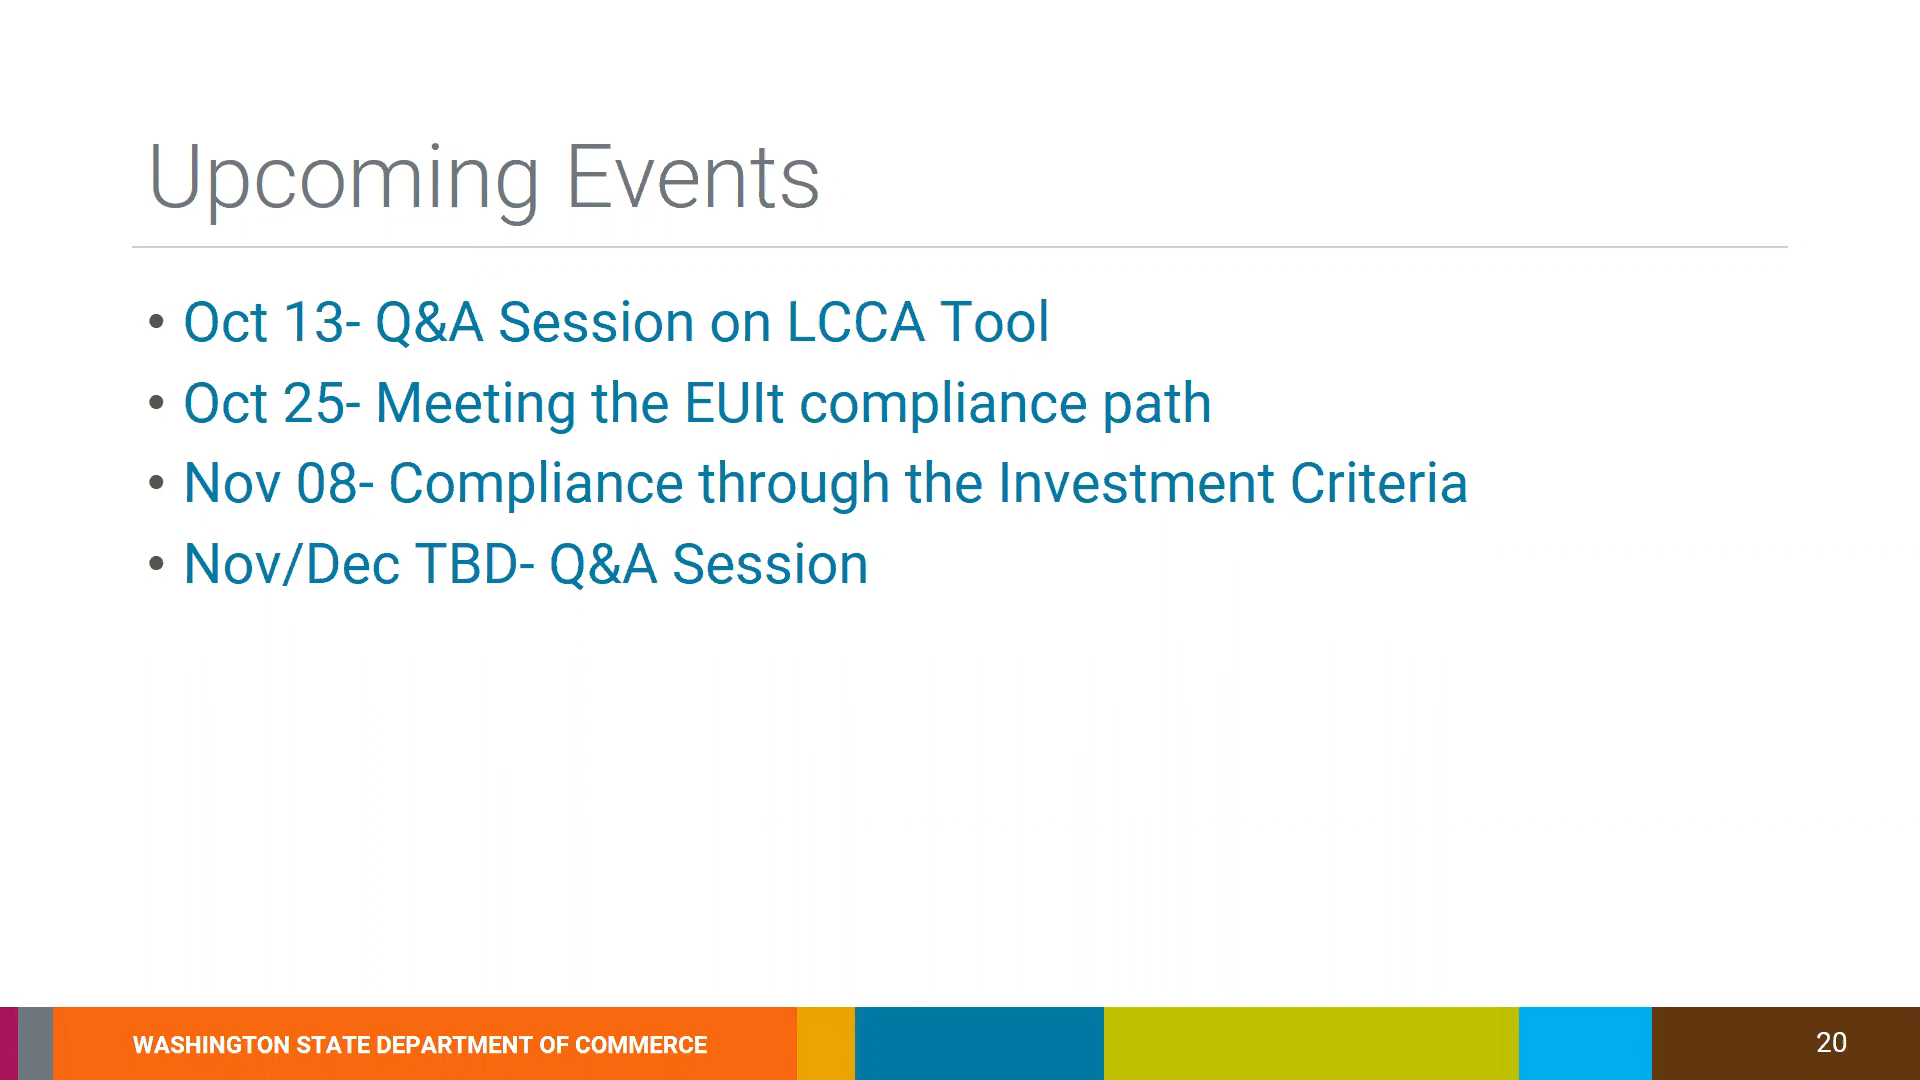 Upcoming Events
• Oct 13- Q&A Session on LCCA Tool
• Oct 25- Meeting the EUIt compliance path
• Nov 08- Compliance through the Investment Criteria
• Nov/Dec TBD- Q&A Session
WASHINGTON STATE DEPARTMENT OF COMMERCE
20